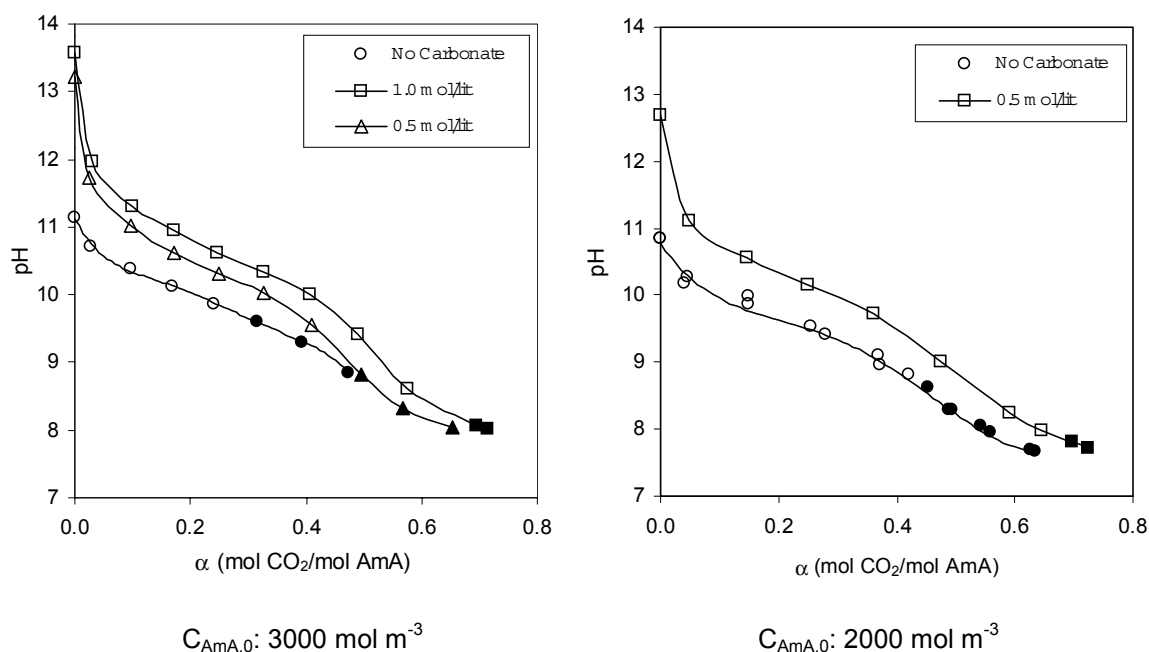 14
13
12
11
10
9
8
7
pH
No Carbonate
1.0 mol/lit
0.5 mol/lit
0.0 0.2 0.4 0.6 0.8
α (mol CO₂/mol AmA)
C_AmA,0: 3000 mol m⁻³
14
13
12
11
10
9
8
7
pH
No Carbonate
0.5 mol/lit
0.0 0.2 0.4 0.6 0.8
α (mol CO₂/mol AmA)
C_AmA,0: 2000 mol m⁻³